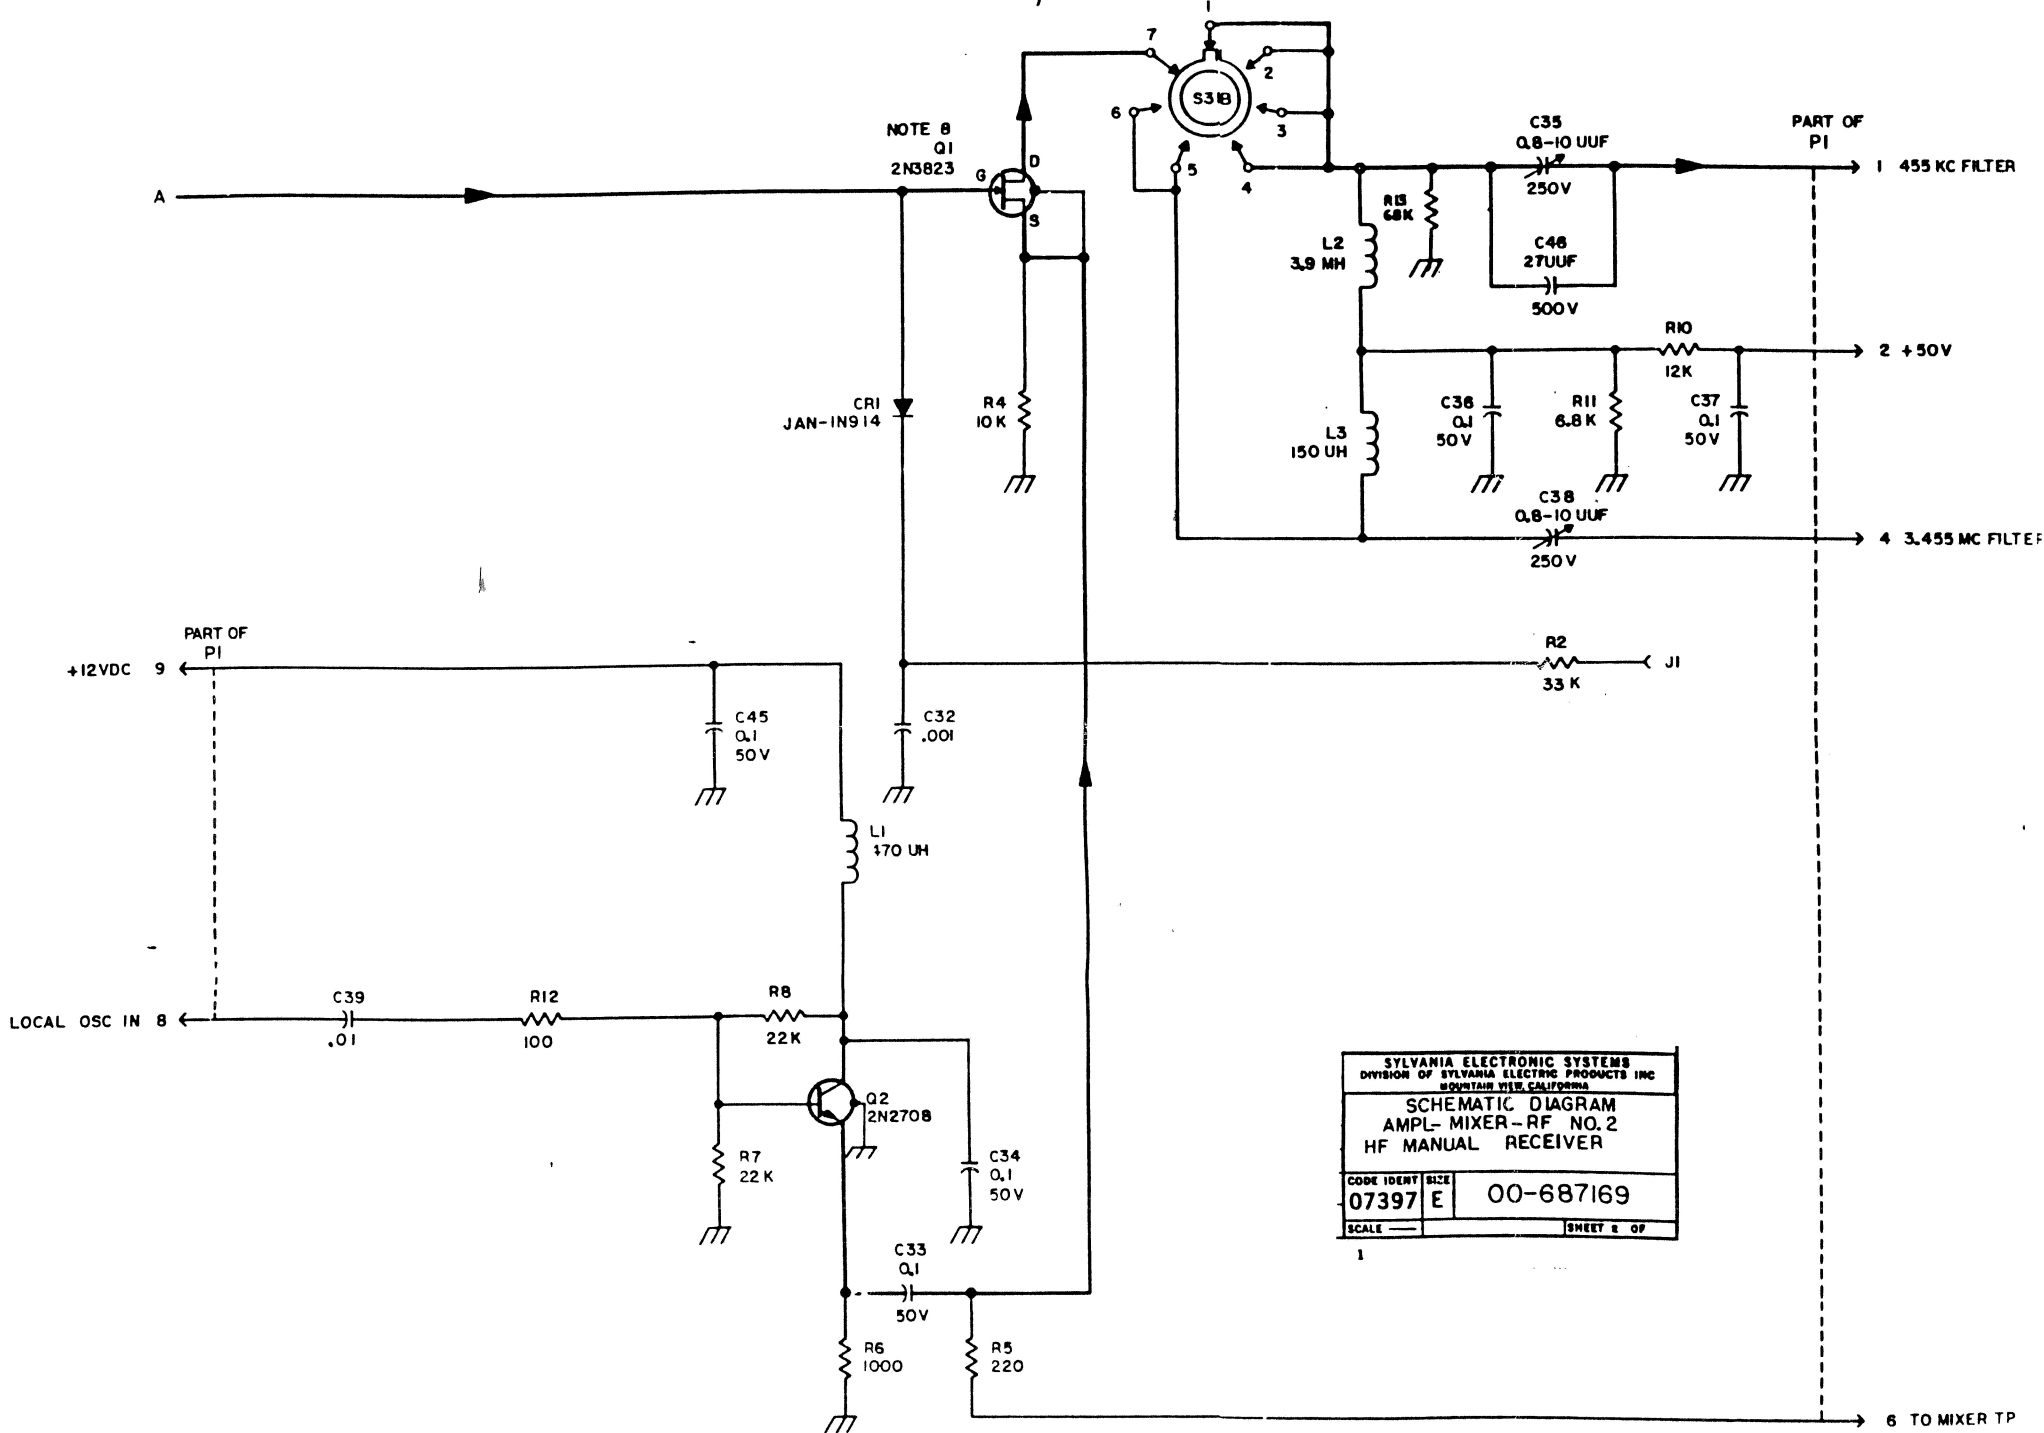 1
7
2
S31B
6
3
5
4
NOTE 8
Q1
2N3823
D
G
S
A
C35
0.8-10 UUF
250V
PART OF
P1
1 455 KC FILTER
R13
68K
L2
3.9 MH
C46
27UUF
500V
R10
12K
2 +50V
CR1
JAN-1N914
R4
10K
L3
150 UH
C36
0.1
50V
R11
6.8K
C37
0.1
50V
C38
0.8-10 UUF
250V
4 3.455 MC FILTER
PART OF
P1
+12VDC 9
R2
33 K
J1
C45
0.1
50V
C32
.001
L1
470 UH
LOCAL OSC IN 8
C39
.01
R12
100
R8
22K
Q2
2N2708
R7
22K
C34
0.1
50V
C33
0.1
50V
R6
1000
R5
220
6 TO MIXER TP
SYLVANIA ELECTRONIC SYSTEMS
DIVISION OF SYLVANIA ELECTRIC PRODUCTS INC
MOUNTAIN VIEW, CALIFORNIA
SCHEMATIC DIAGRAM
AMPL-MIXER-RF NO.2
HF MANUAL RECEIVER
CODE IDENT SIZE
07397 E 00-687169
SCALE — SHEET 2 OF
1